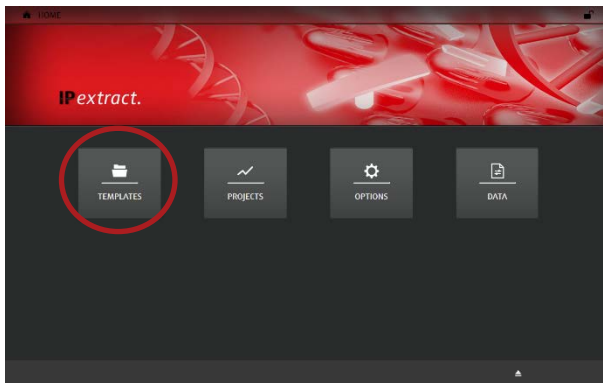 HOME
IPextract.
TEMPLATES
PROJECTS
OPTIONS
DATA